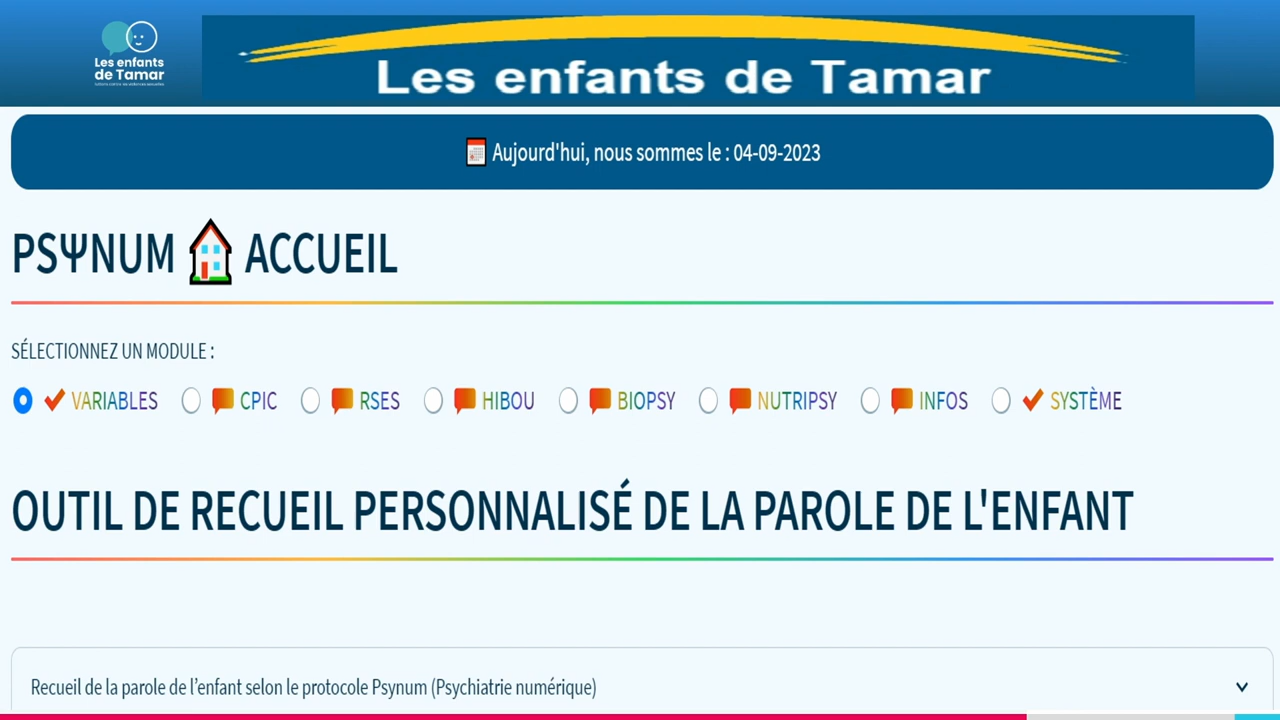 Les enfants
de Tamar
Les enfants de Tamar
Aujourd'hui, nous sommes le : 04-09-2023
PSΨNUM ACCUEIL
SÉLECTIONNEZ UN MODULE :
VARIABLES CPIC RSES HIBOU BIOPSY NUTRIPSY INFOS SYSTÈME
OUTIL DE RECUEIL PERSONNALISÉ DE LA PAROLE DE L'ENFANT
Recueil de la parole de l’enfant selon le protocole Psynum (Psychiatrie numérique)